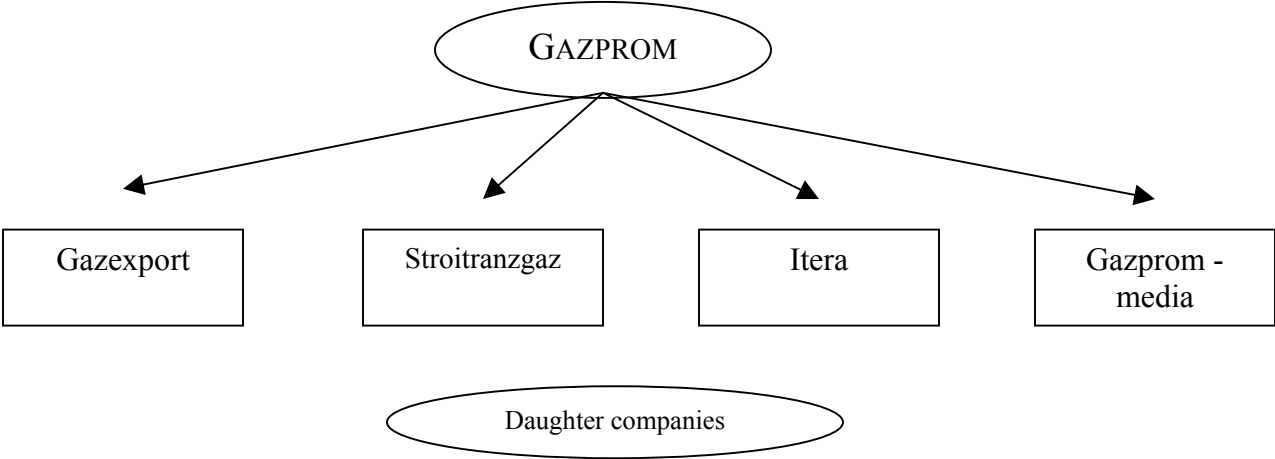 GAZPROM
Gazexport
Stroitranzgaz
Itera
Gazprom -
media
Daughter companies